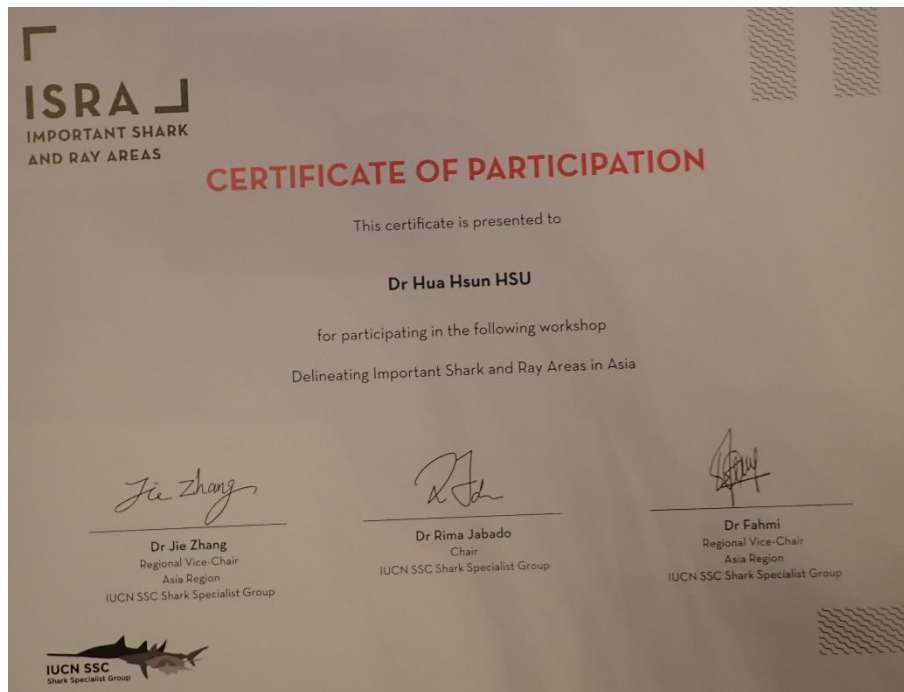 ISRA
IMPORTANT SHARK
AND RAY AREAS
CERTIFICATE OF PARTICIPATION
This certificate is presented to
Dr Hua Hsun HSU
for participating in the following workshop
Delineating Important Shark and Ray Areas in Asia
Jie Zhang
Dr Jie Zhang
Regional Vice-Chair
Asia Region
IUCN SSC Shark Specialist Group
Dr Rima Jabado
Chair
IUCN SSC Shark Specialist Group
Dr Fahmi
Regional Vice-Chair
Asia Region
IUCN SSC Shark Specialist Group
IUCN SSC
Shark Specialist Group